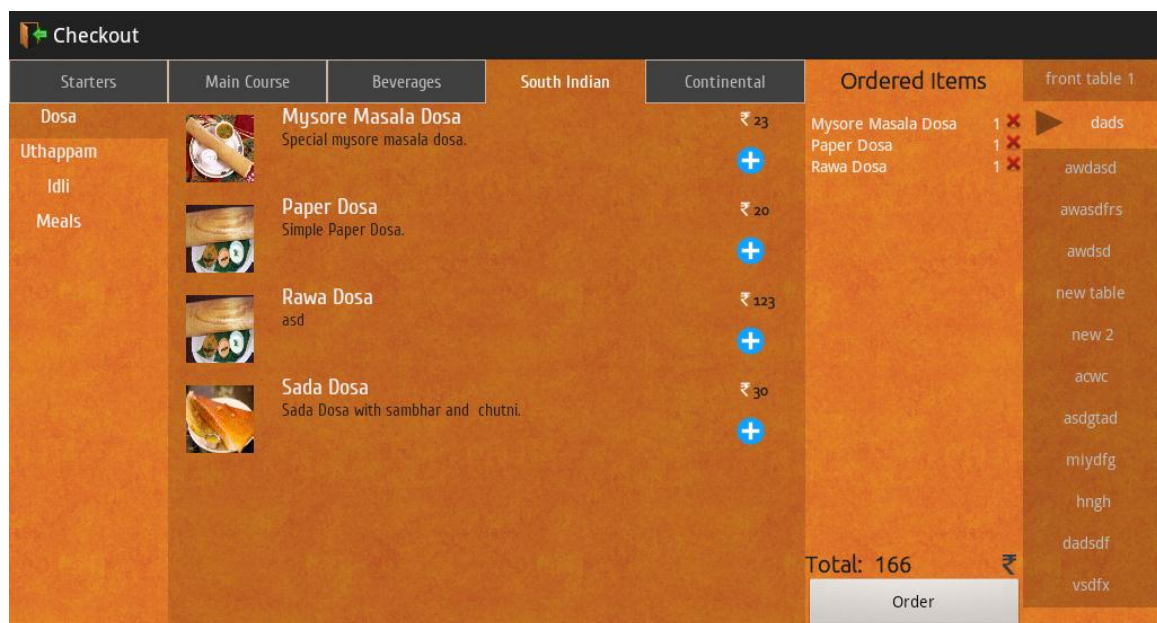 Checkout
Starters
Main Course
Beverages
South Indian
Continental
Dosa
Uthappam
Idli
Meals
Mysore Masala Dosa
₹ 23
Special mysore masala dosa.
Paper Dosa
₹ 20
Simple Paper Dosa.
Rawa Dosa
₹ 123
asd
Sada Dosa
₹ 30
Sada Dosa with sambhar and chutni.
Ordered Items
Mysore Masala Dosa 1
Paper Dosa 1
Rawa Dosa 1
Total: 166 ₹
Order
front table 1
dads
awdasd
awasdfrs
awdsd
new table
new 2
acwc
asdgtad
miydfg
hngh
dadsdf
vsdfx